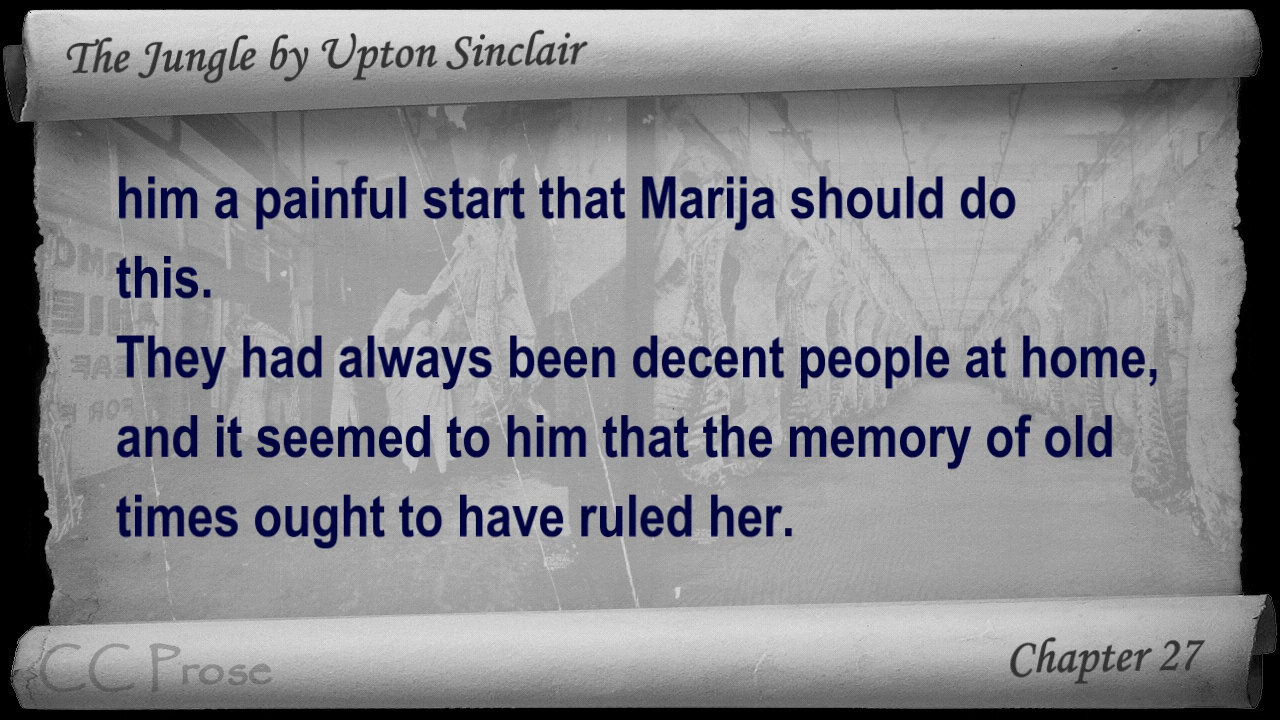 The Jungle by Upton Sinclair
him a painful start that Marija should do
this.
They had always been decent people at home,
and it seemed to him that the memory of old
times ought to have ruled her.
CC Prose
Chapter 27